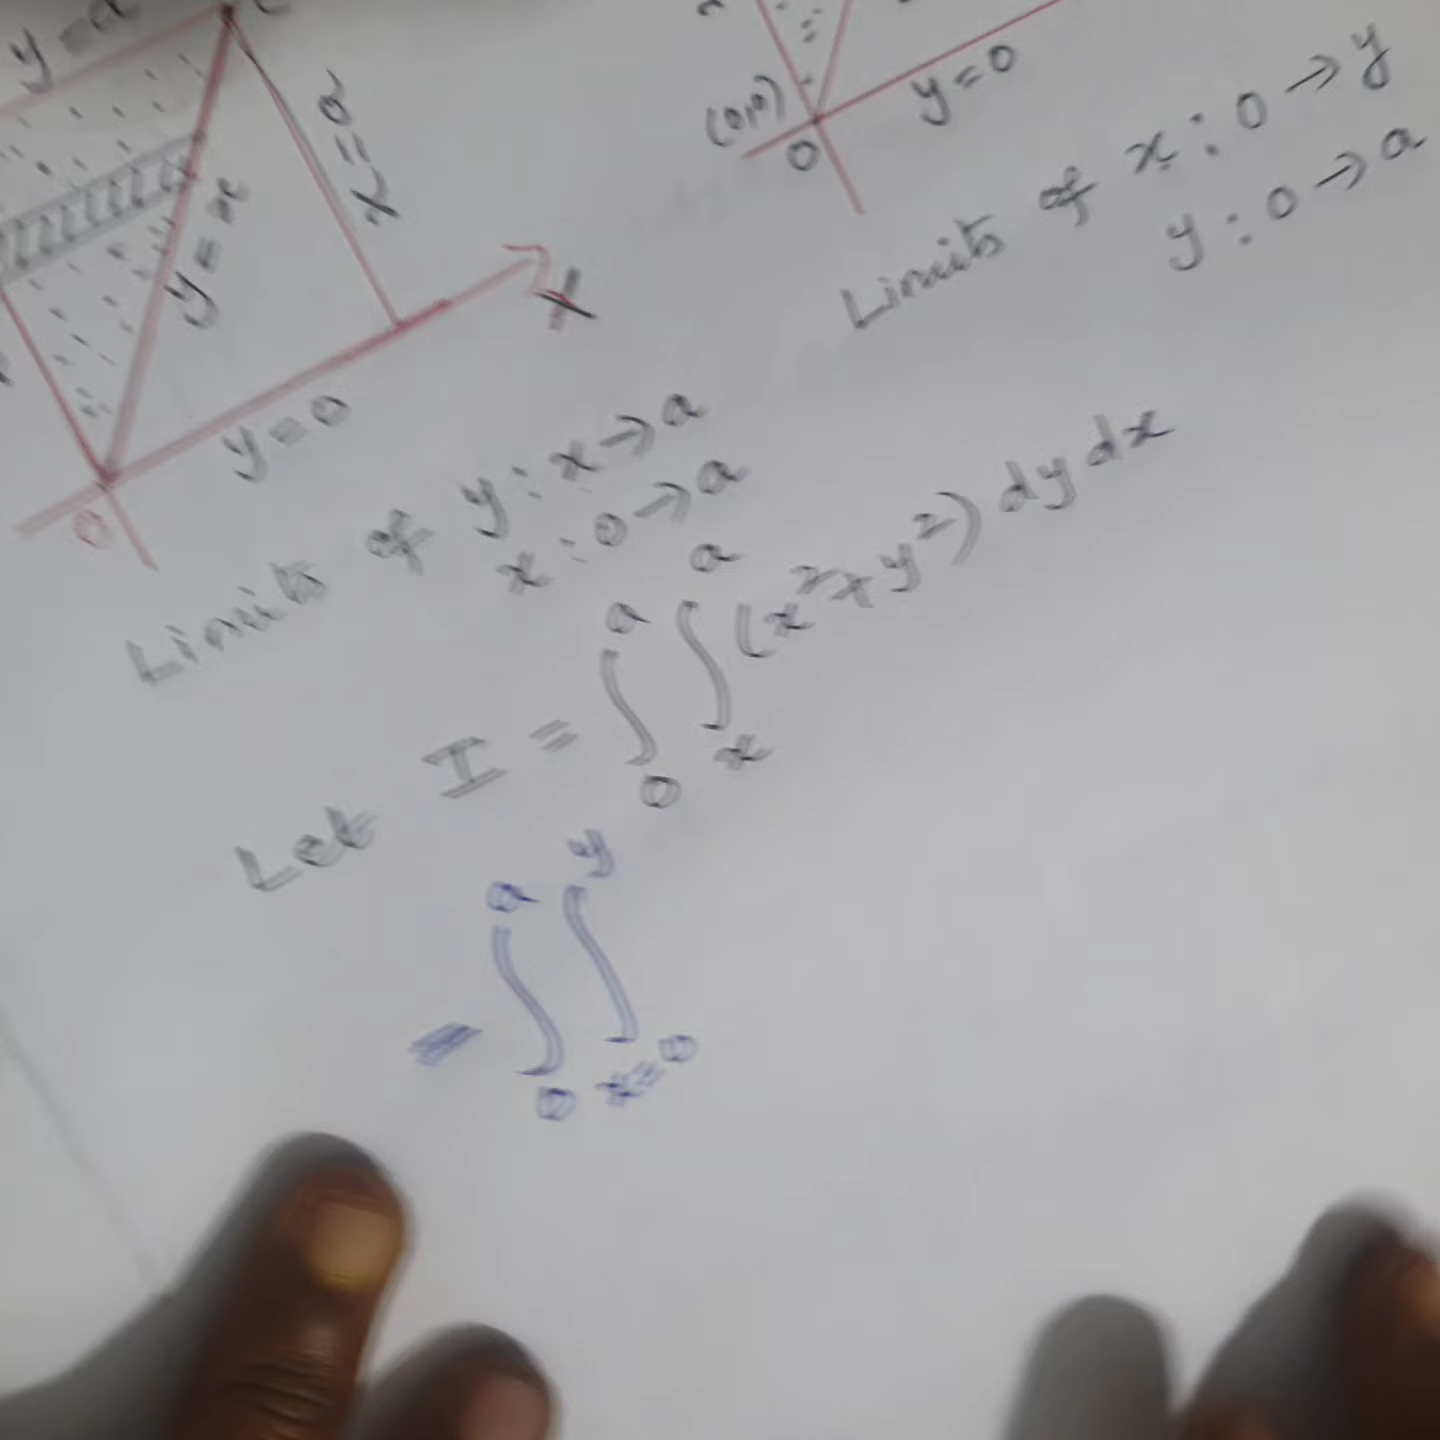 y=a
x=a
y=x
X
y=0
O
(0,0)
O
y=0
Limits of x : 0→y
y : 0→a
Limits of y : x→a
x : 0→a
Let I = ∫₀ᵃ ∫ₓᵃ (x²+y²) dy dx
= ∫₀ᵃ ∫ₓ₌₀ʸ